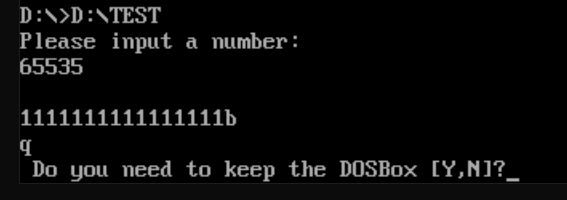 D:\>D:\TEST
Please input a number:
65535
1111111111111111b
q
Do you need to keep the DOSBox [Y,N]?_